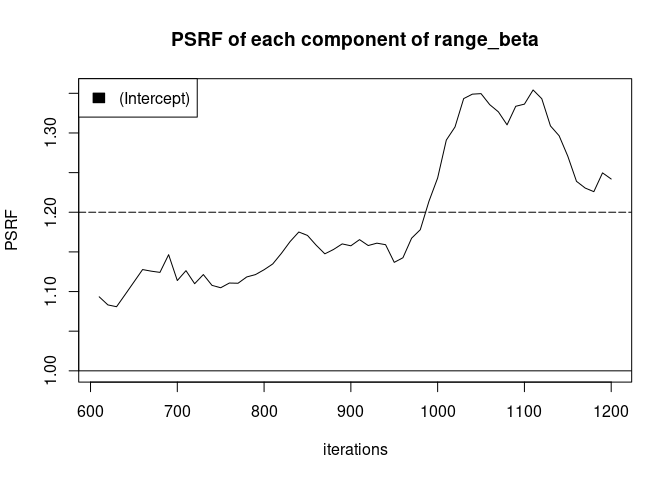 PSRF of each component of range_beta
(Intercept)
PSRF
1.30
1.20
1.10
1.00
600 700 800 900 1000 1100 1200
iterations